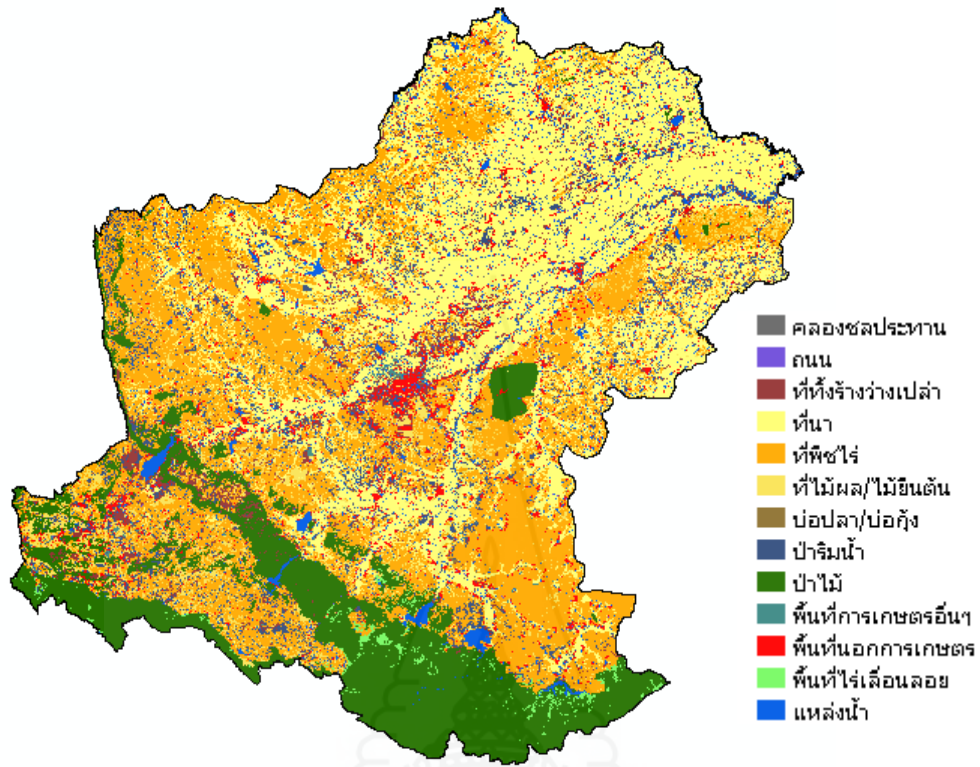 คลองชลประทาน
ถนน
ที่ทิ้งร้างว่างเปล่า
ที่นา
ที่พืชไร่
ที่ไม้ผล/ไม้ยืนต้น
บ่อปลา/บ่อกุ้ง
ป่าริมน้ำ
ป่าไม้
พื้นที่การเกษตรอื่นๆ
พื้นที่นอกการเกษตร
พื้นที่ไร่เลื่อนลอย
แหล่งน้ำ